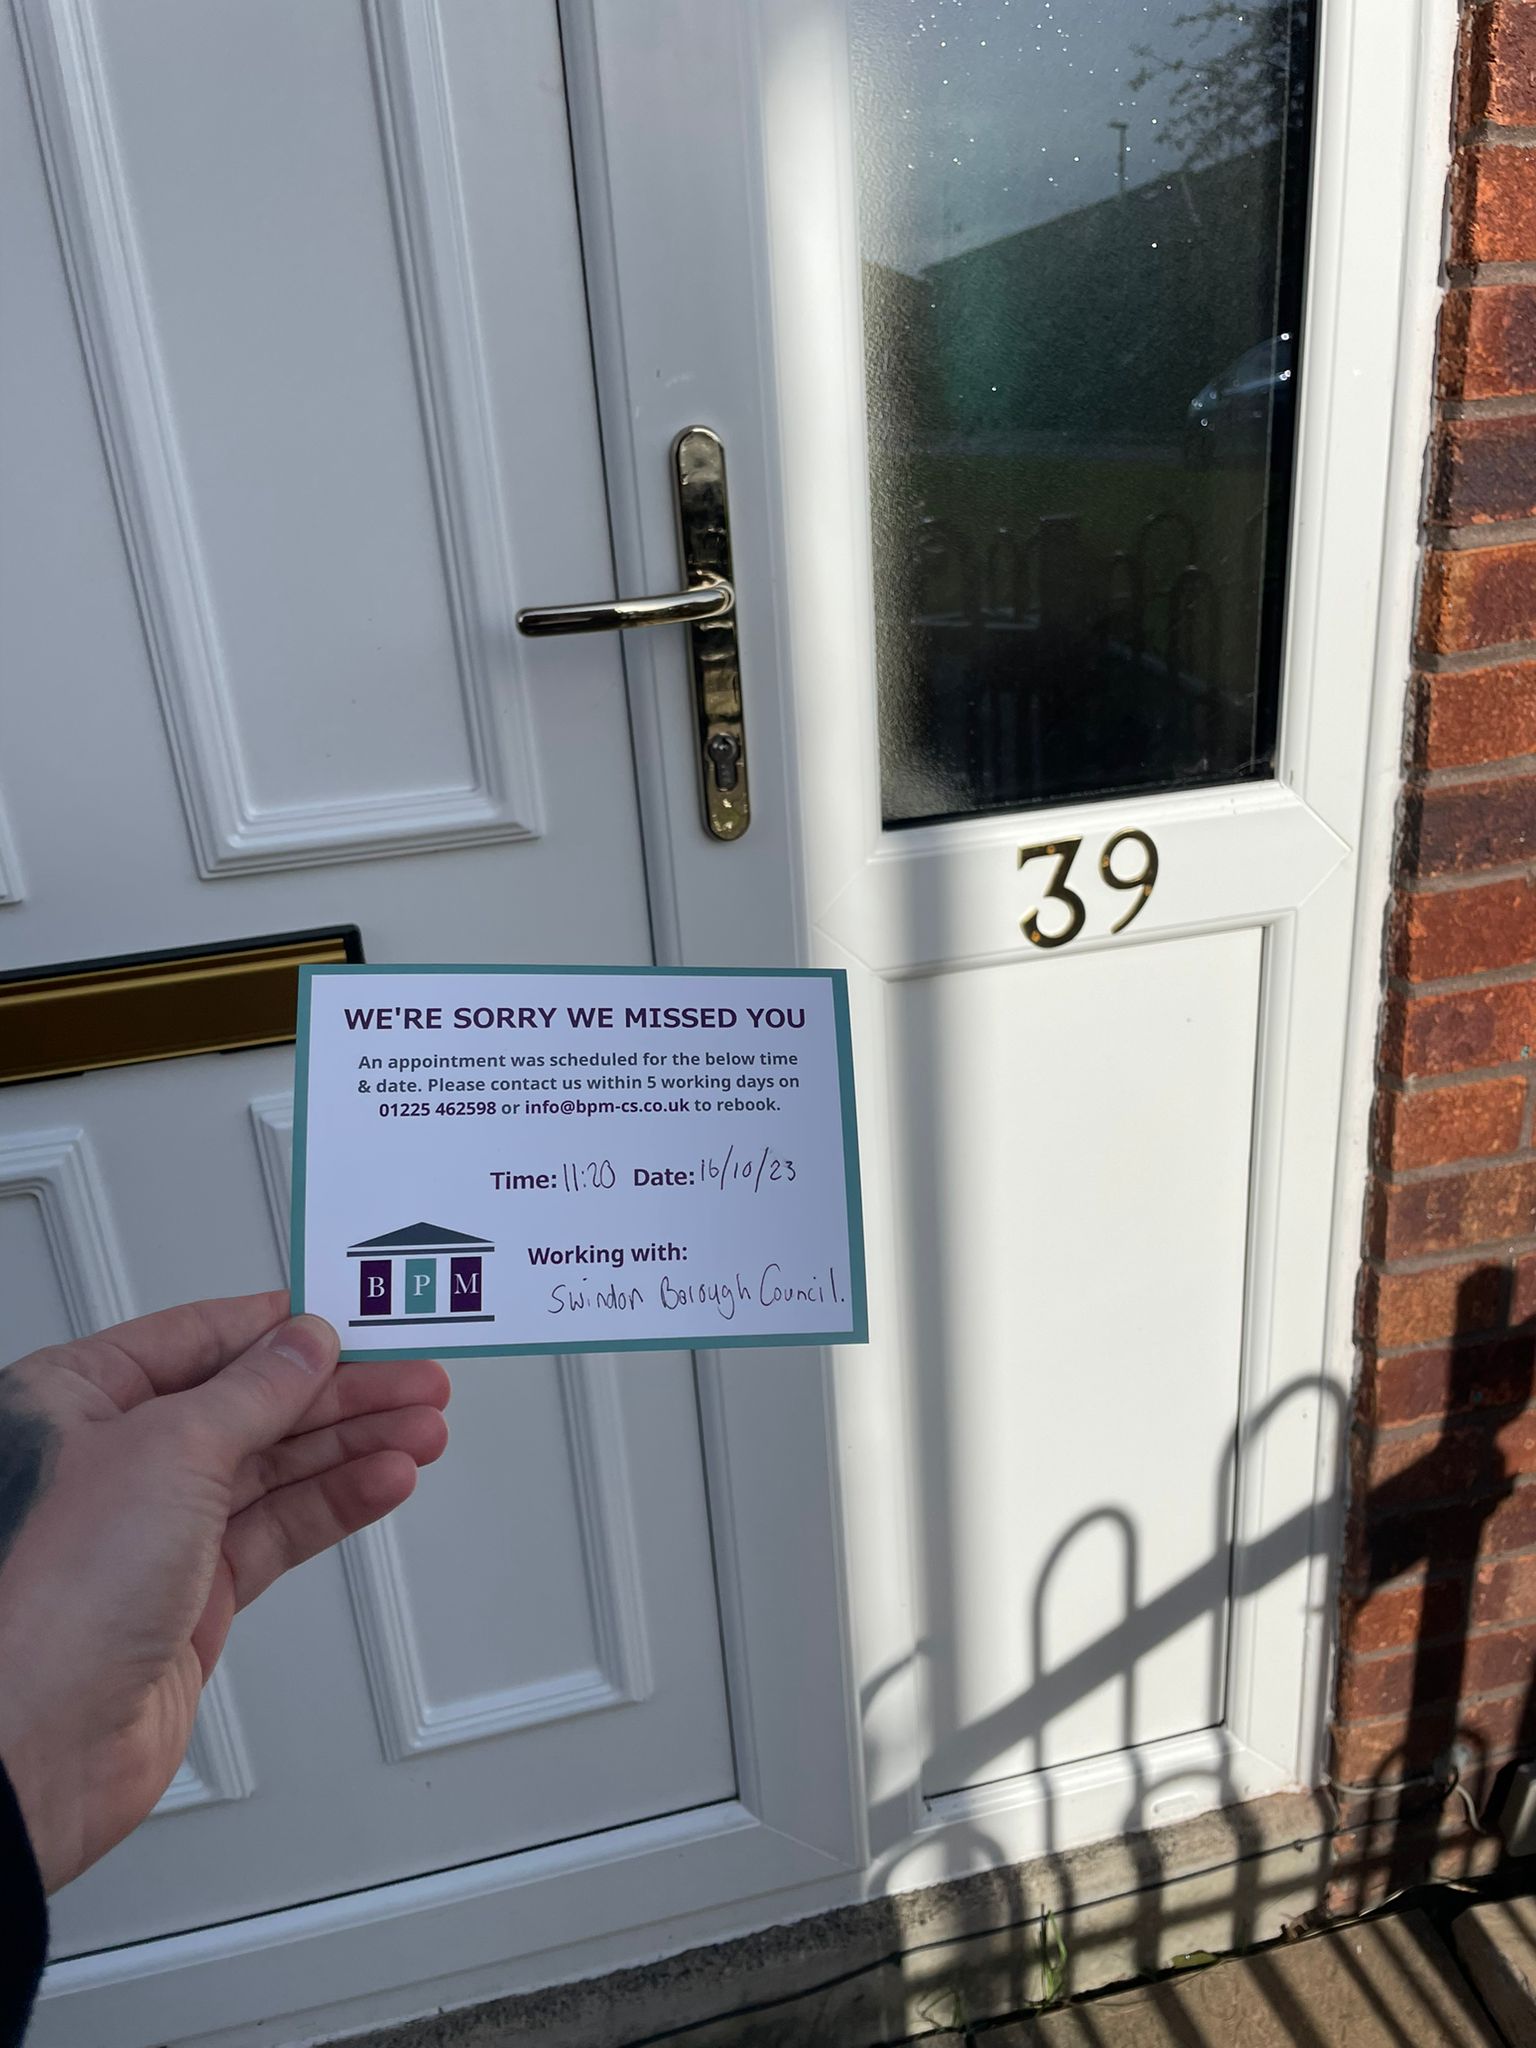 39
WE'RE SORRY WE MISSED YOU
An appointment was scheduled for the below time
& date. Please contact us within 5 working days on
01225 462598 or info@bpm-cs.co.uk to rebook.
Time: 11:20 Date: 16/10/23
Working with:
Swindon Borough Council.
B P M